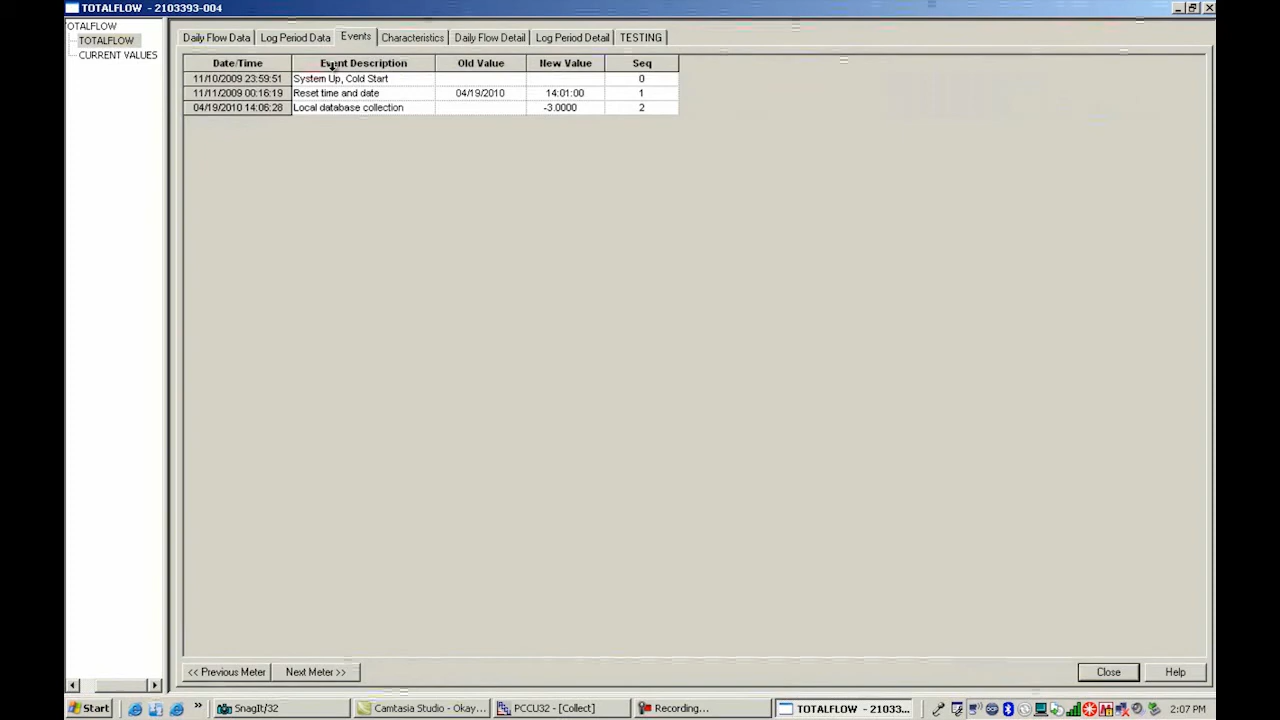 TOTALFLOW - 2103393-004
OTALFLOW
TOTALFLOW
CURRENT VALUES
Daily Flow Data
Log Period Data
Events
Characteristics
Daily Flow Detail
Log Period Detail
TESTING
Date/Time Event Description Old Value New Value Seq
11/10/2009 23:59:51 System Up, Cold Start 0
11/11/2009 00:16:19 Reset time and date 04/19/2010 14:01:00 1
04/19/2010 14:06:28 Local database collection -3.0000 2
<< Previous Meter
Next Meter >>
Close
Help
Start
SnagIt/32
Camtasia Studio - Okay...
PCCU32 - [Collect]
Recording...
TOTALFLOW - 21033...
2:07 PM